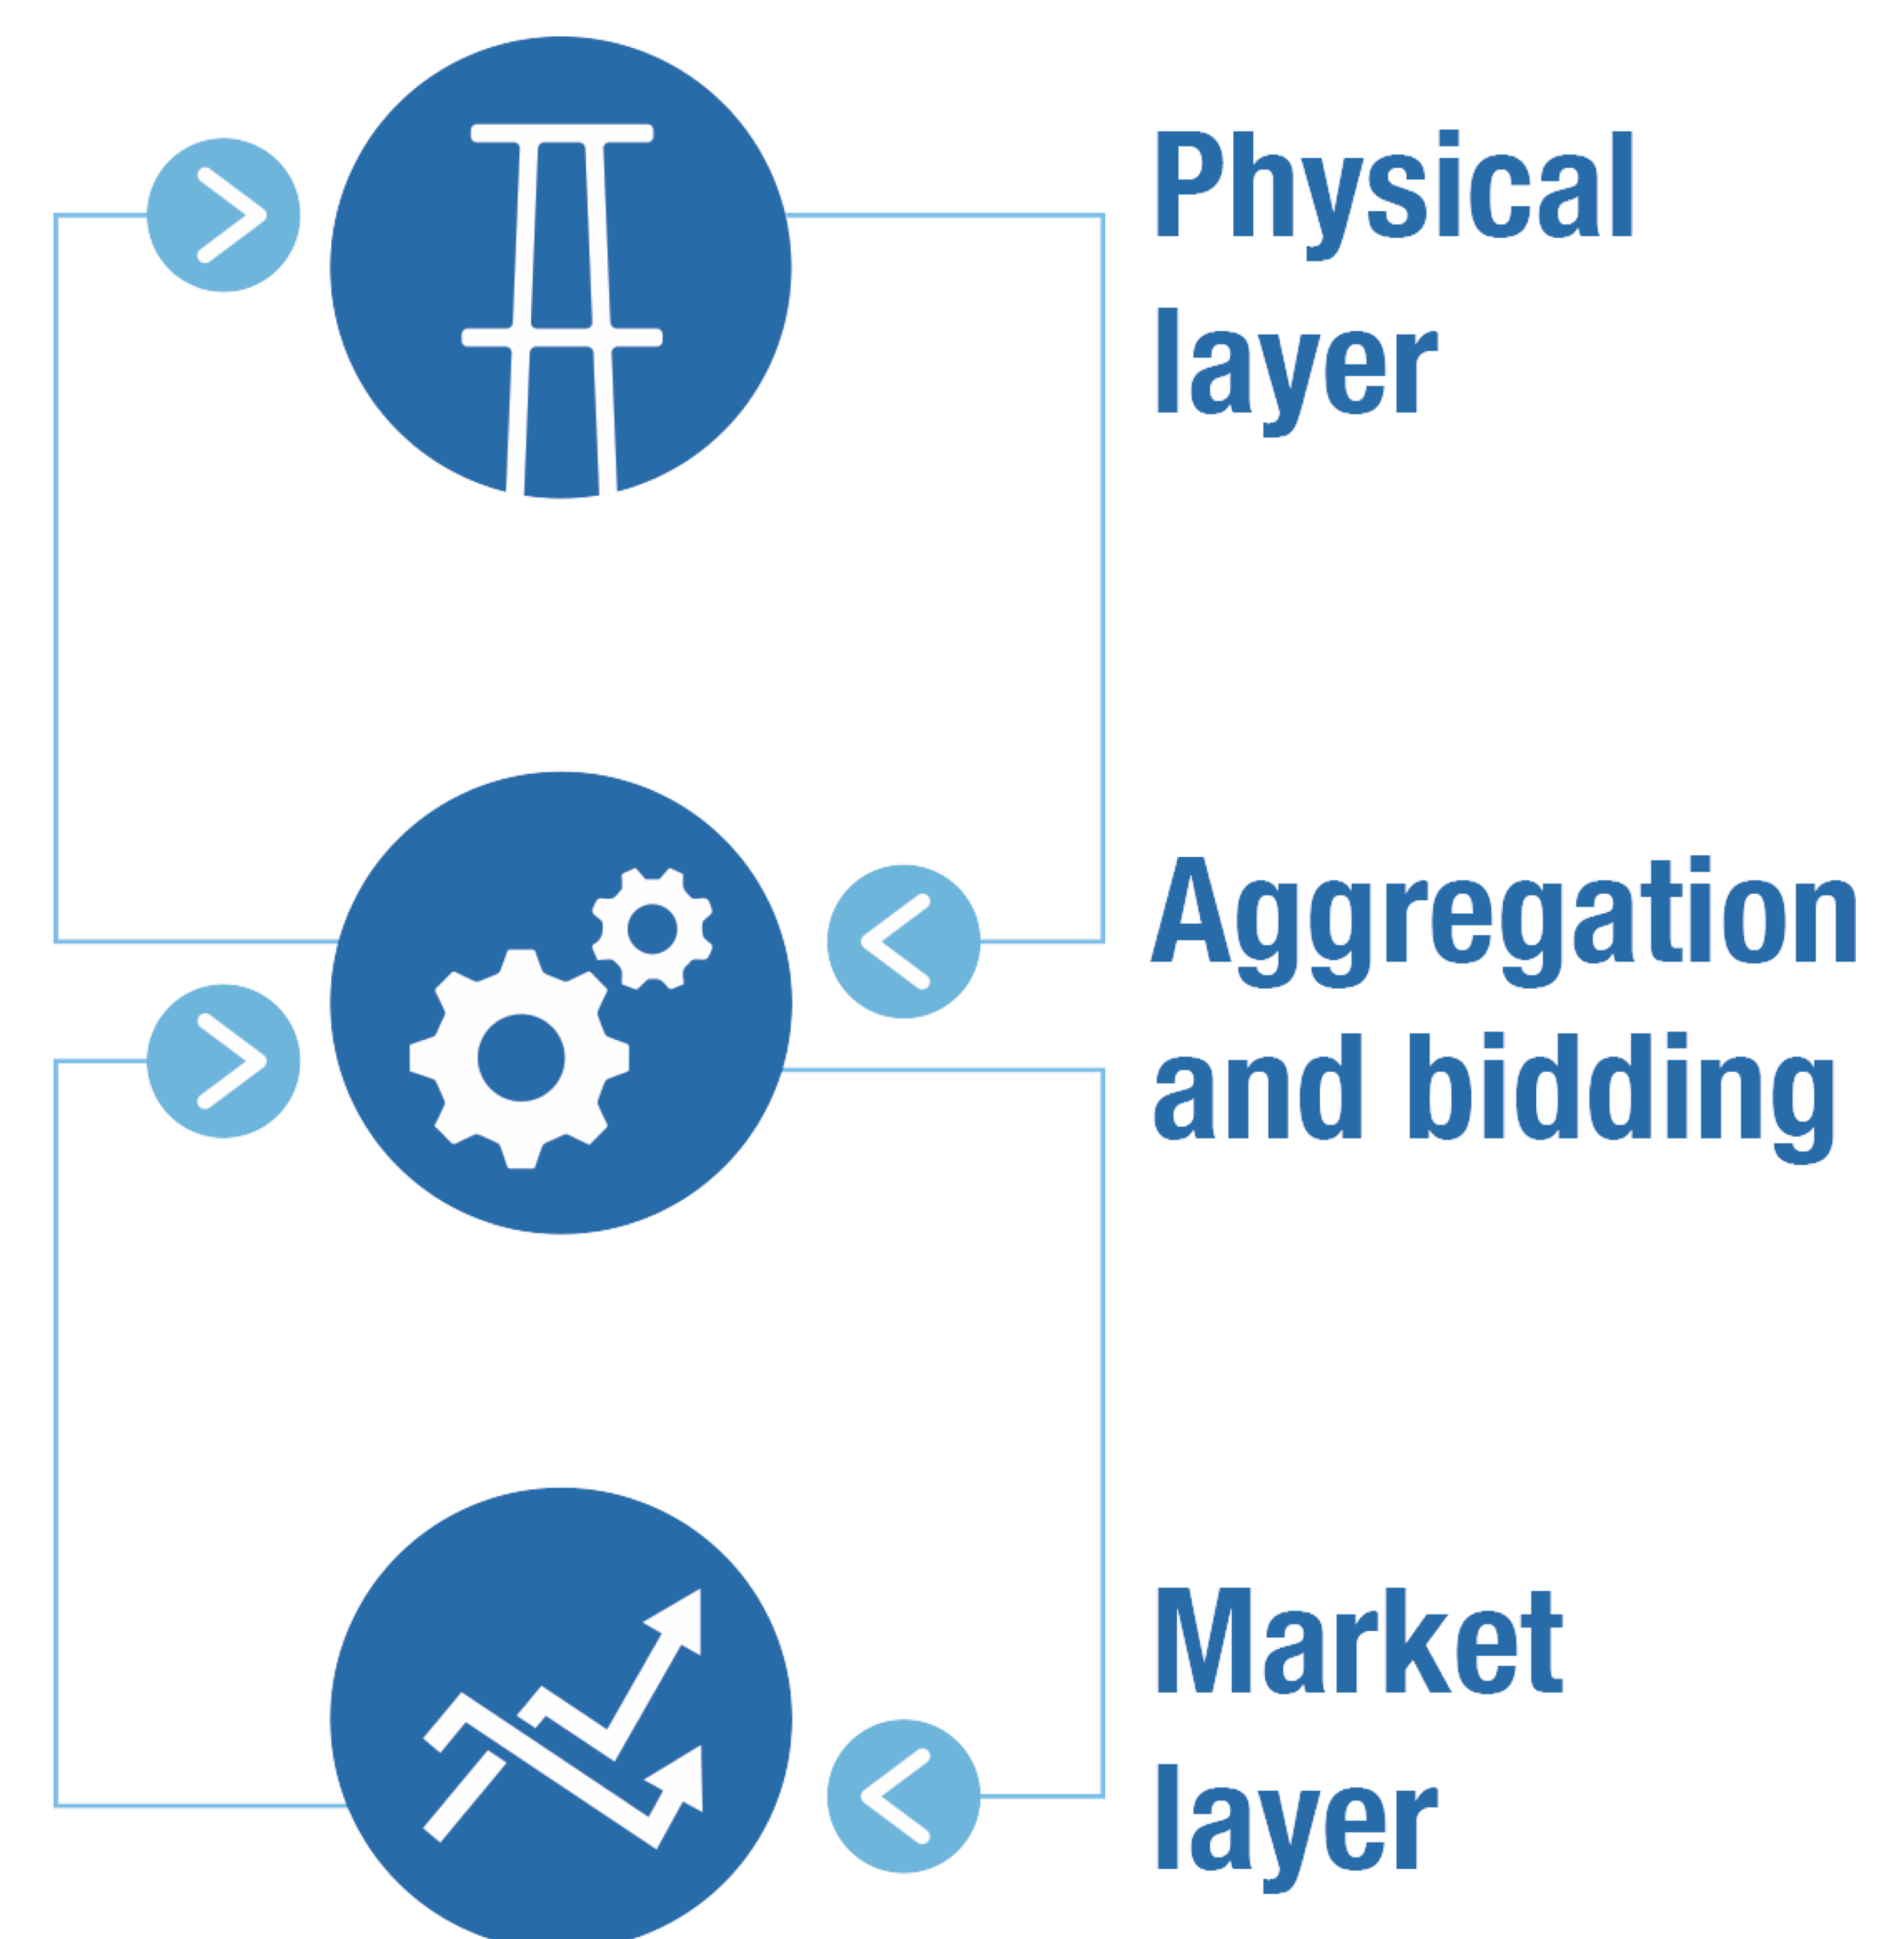 Physical
layer
Aggregation
and bidding
Market
layer